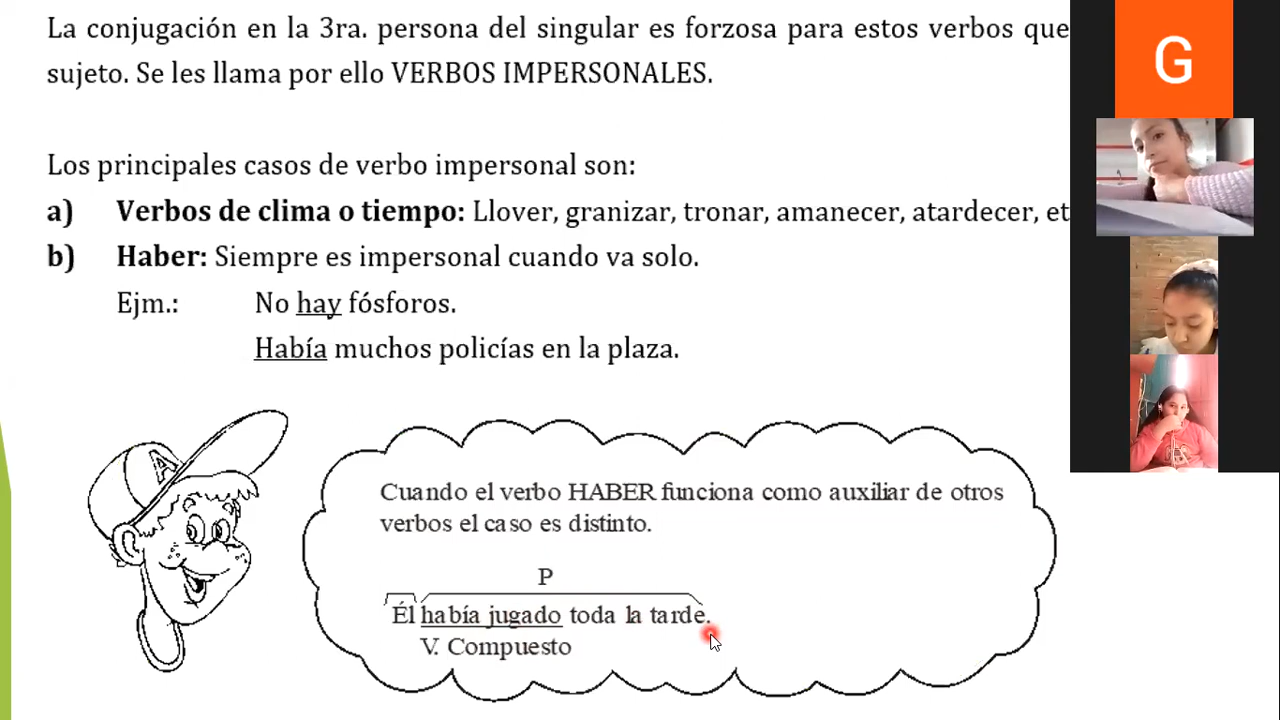 La conjugación en la 3ra. persona del singular es forzosa para estos verbos que
sujeto. Se les llama por ello VERBOS IMPERSONALES.
Los principales casos de verbo impersonal son:
a) Verbos de clima o tiempo: Llover, granizar, tronar, amanecer, atardecer, et
b) Haber: Siempre es impersonal cuando va solo.
Ejm.: No hay fósforos.
Había muchos policías en la plaza.
A
Cuando el verbo HABER funciona como auxiliar de otros
verbos el caso es distinto.
P
Él había jugado toda la tarde.
V. Compuesto
G